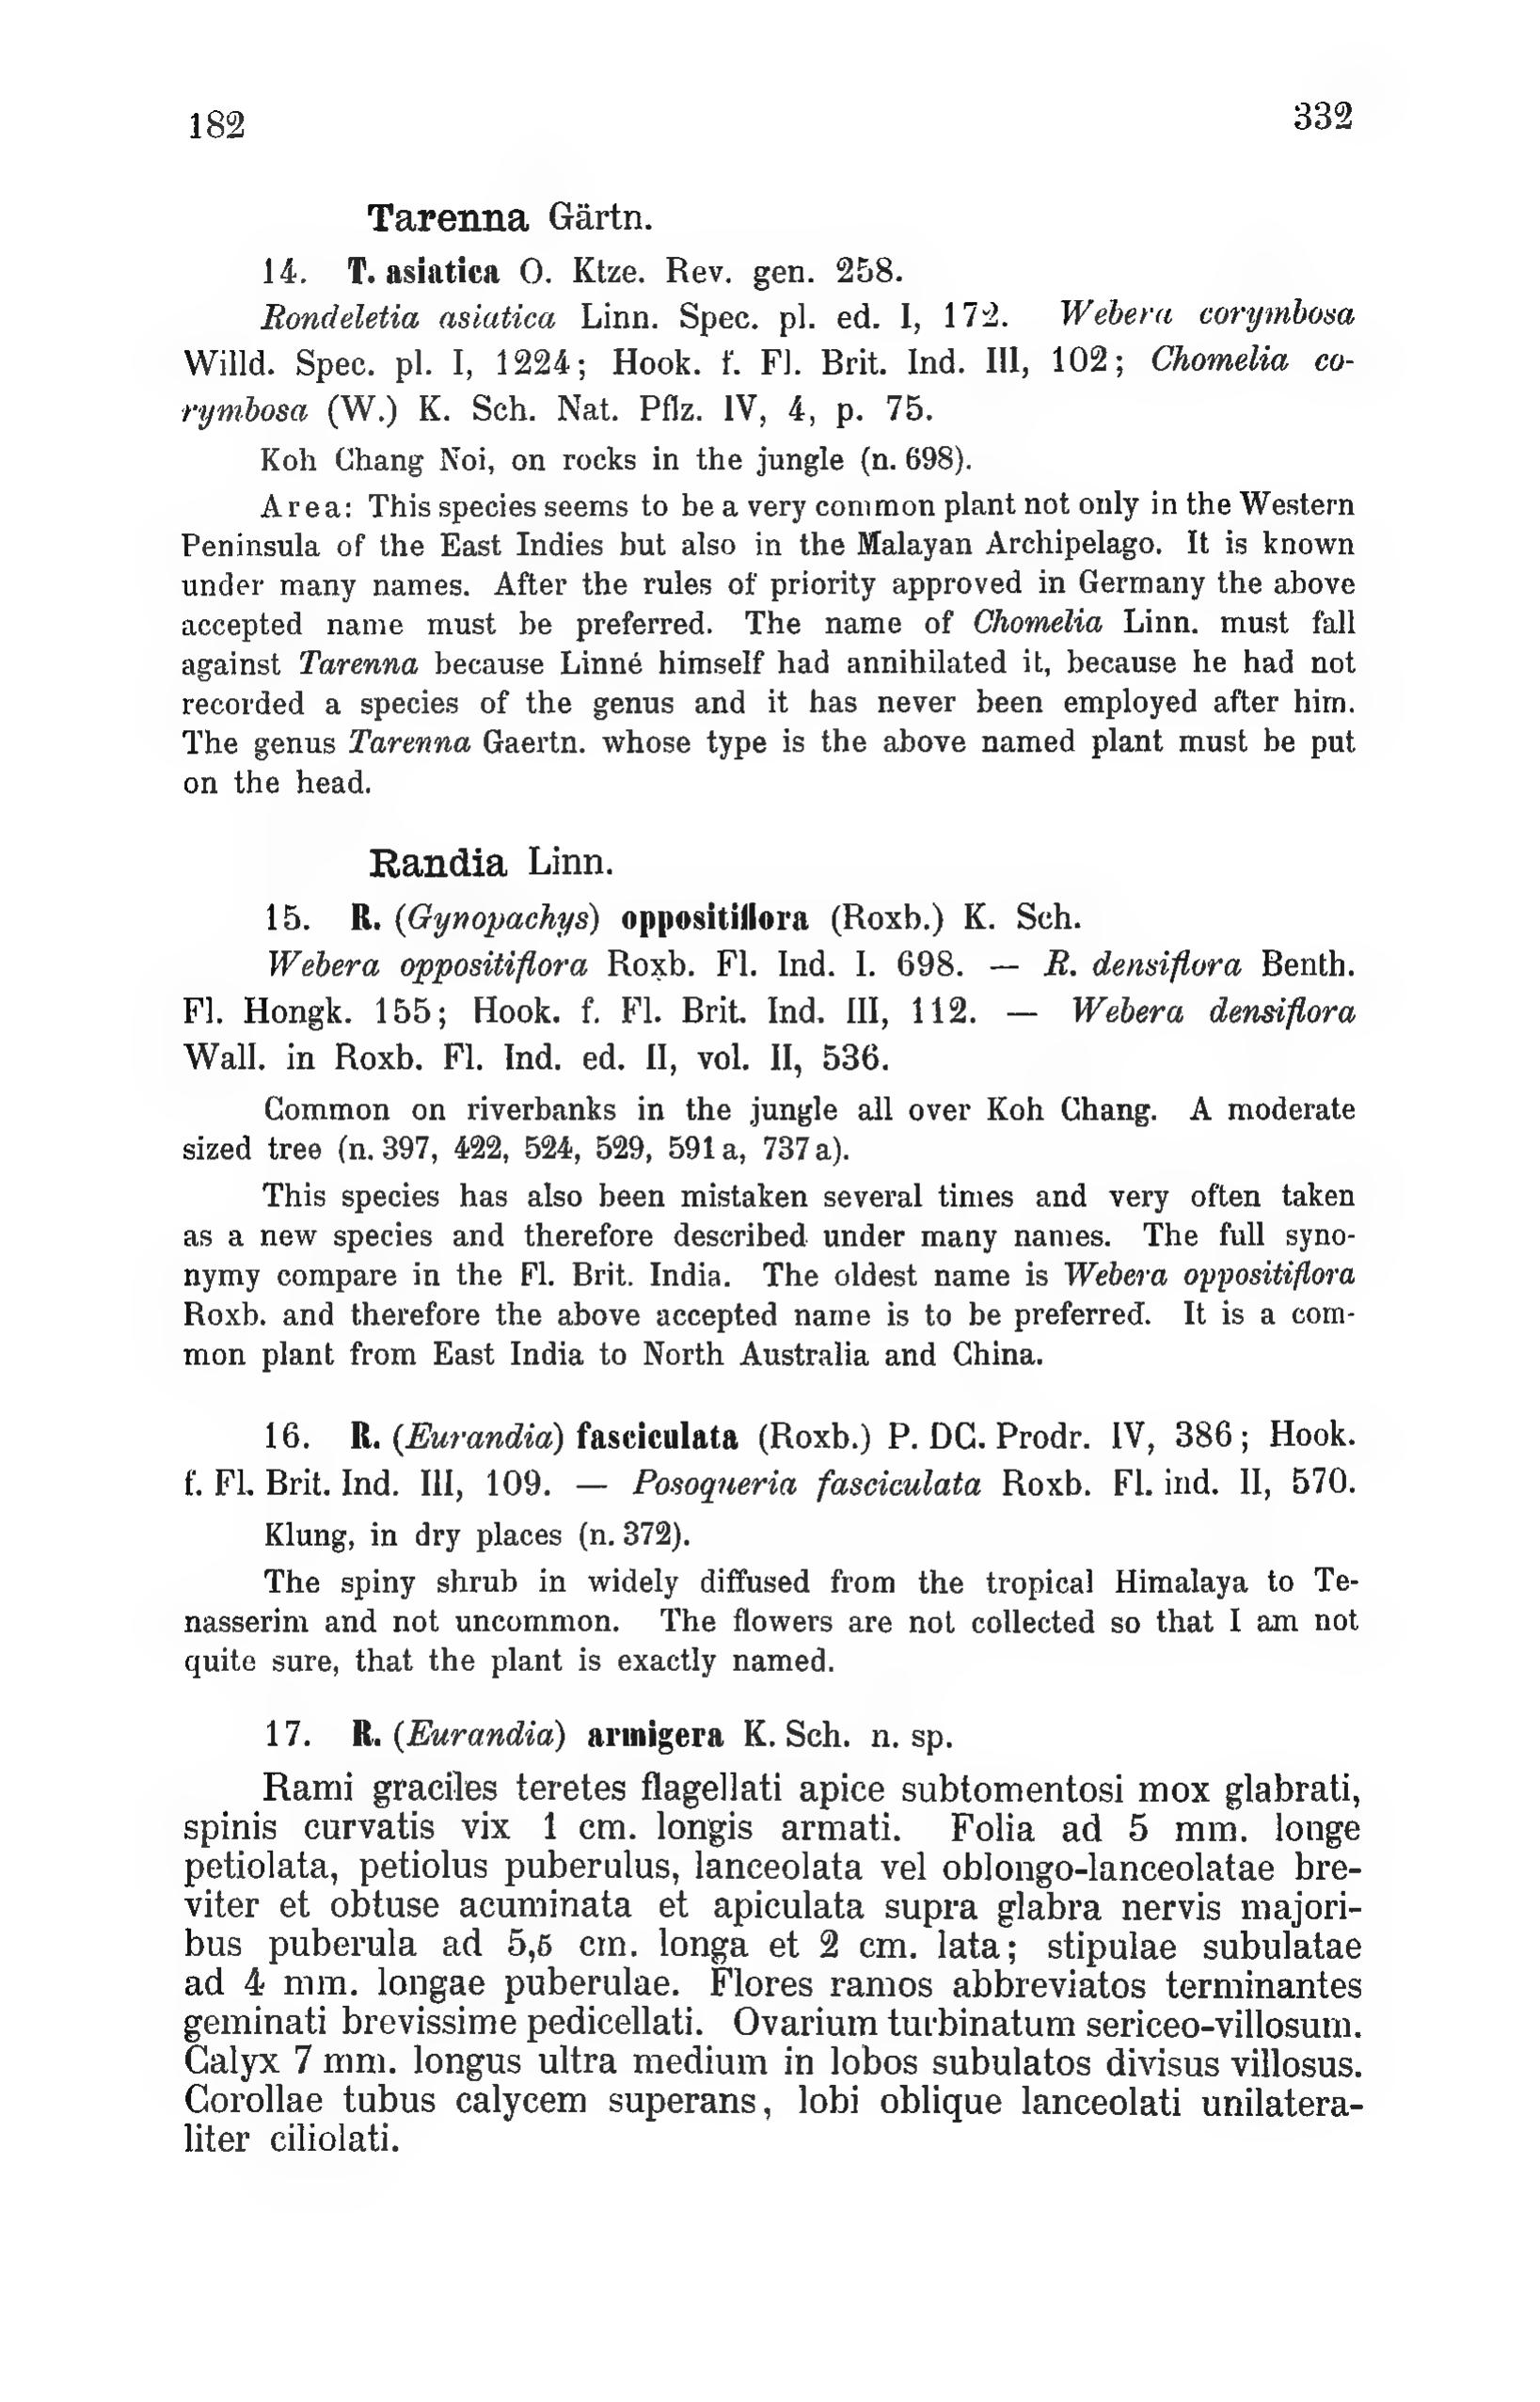 182
332
Tarenna Gärtn.
14. T. asiatica O. Ktze. Rev. gen. 258.
Rondeletia asiatica Linn. Spec. pl. ed. I, 172. Webera corymbosa
Willd. Spec. pl. I, 1224; Hook. f. Fl. Brit. Ind. III, 102; Chomelia co-
rymbosa (W.) K. Sch. Nat. Pflz. IV, 4, p. 75.
Koh Chang Noi, on rocks in the jungle (n. 698).
Area: This species seems to be a very common plant not only in the Western
Peninsula of the East Indies but also in the Malayan Archipelago. It is known
under many names. After the rules of priority approved in Germany the above
accepted name must be preferred. The name of Chomelia Linn. must fall
against Tarenna because Linné himself had annihilated it, because he had not
recorded a species of the genus and it has never been employed after him.
The genus Tarenna Gaertn. whose type is the above named plant must be put
on the head.
Randia Linn.
15. R. (Gynopachys) oppositiflora (Roxb.) K. Sch.
Webera oppositiflora Roxb. Fl. Ind. I. 698. — R. densiflora Benth.
Fl. Hongk. 155; Hook. f. Fl. Brit. Ind. III, 112. — Webera densiflora
Wall. in Roxb. Fl. Ind. ed. II, vol. II, 536.
Common on riverbanks in the jungle all over Koh Chang. A moderate
sized tree (n. 397, 422, 524, 529, 591 a, 737 a).
This species has also been mistaken several times and very often taken
as a new species and therefore described under many names. The full syno-
nymy compare in the Fl. Brit. India. The oldest name is Webera oppositiflora
Roxb. and therefore the above accepted name is to be preferred. It is a com-
mon plant from East India to North Australia and China.
16. R. (Eurandia) fasciculata (Roxb.) P. DC. Prodr. IV, 386; Hook.
f. Fl. Brit. Ind. III, 109. — Posoqueria fasciculata Roxb. Fl. ind. II, 570.
Klung, in dry places (n. 372).
The spiny shrub in widely diffused from the tropical Himalaya to Te-
nasserim and not uncommon. The flowers are not collected so that I am not
quite sure, that the plant is exactly named.
17. R. (Eurandia) armigera K. Sch. n. sp.
Rami graciles teretes flagellati apice subtomentosi mox glabrati,
spinis curvatis vix 1 cm. longis armati. Folia ad 5 mm. longe
petiolata, petiolus puberulus, lanceolata vel oblongo-lanceolatae bre-
viter et obtuse acuminata et apiculata supra glabra nervis majori-
bus puberula ad 5,5 cm. longa et 2 cm. lata; stipulae subulatae
ad 4 mm. longae puberulae. Flores ramos abbreviatos terminantes
geminati brevissime pedicellati. Ovarium turbinatum sericeo-villosum.
Calyx 7 mm. longus ultra medium in lobos subulatos divisus villosus.
Corollae tubus calycem superans, lobi oblique lanceolati unilatera-
liter ciliolati.